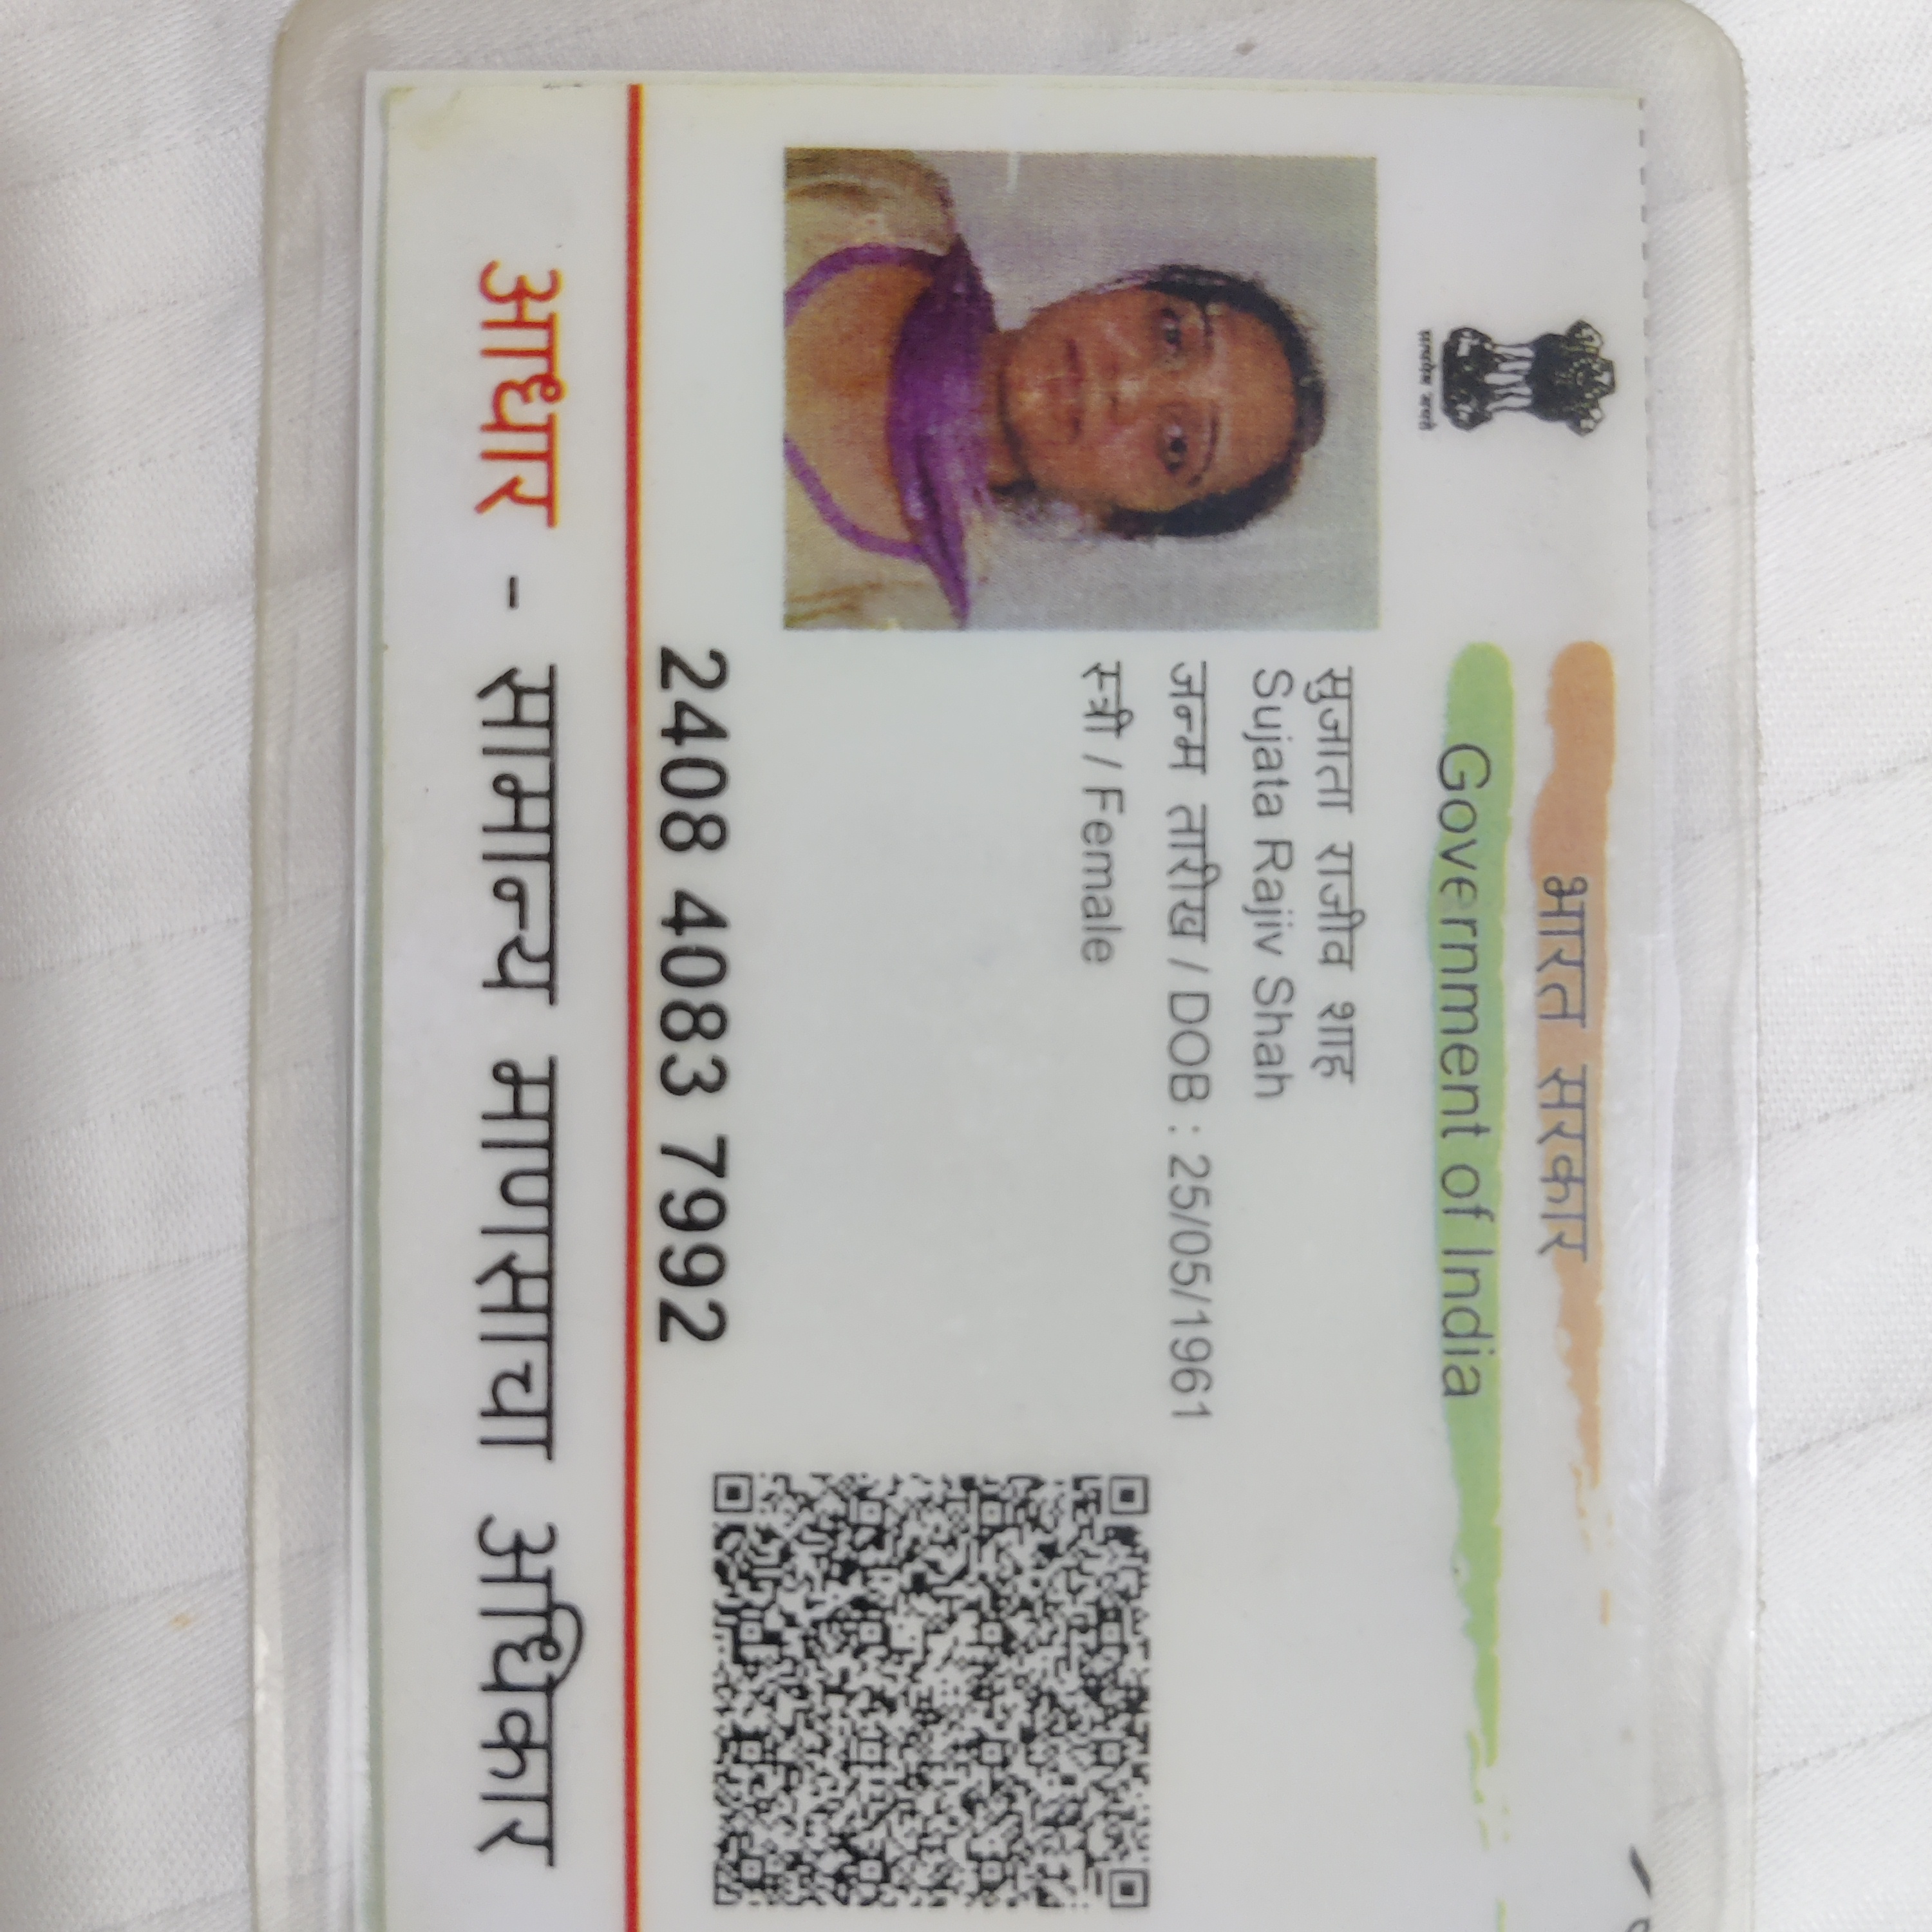 भारत सरकार
Government of India
सत्यमेव जयते
सुजाता राजीव शाह
Sujata Rajiv Shah
जन्म तारीख / DOB : 25/05/1961
स्त्री / Female
2408 4083 7992
आधार - सामान्य माणसाचा अधिकार